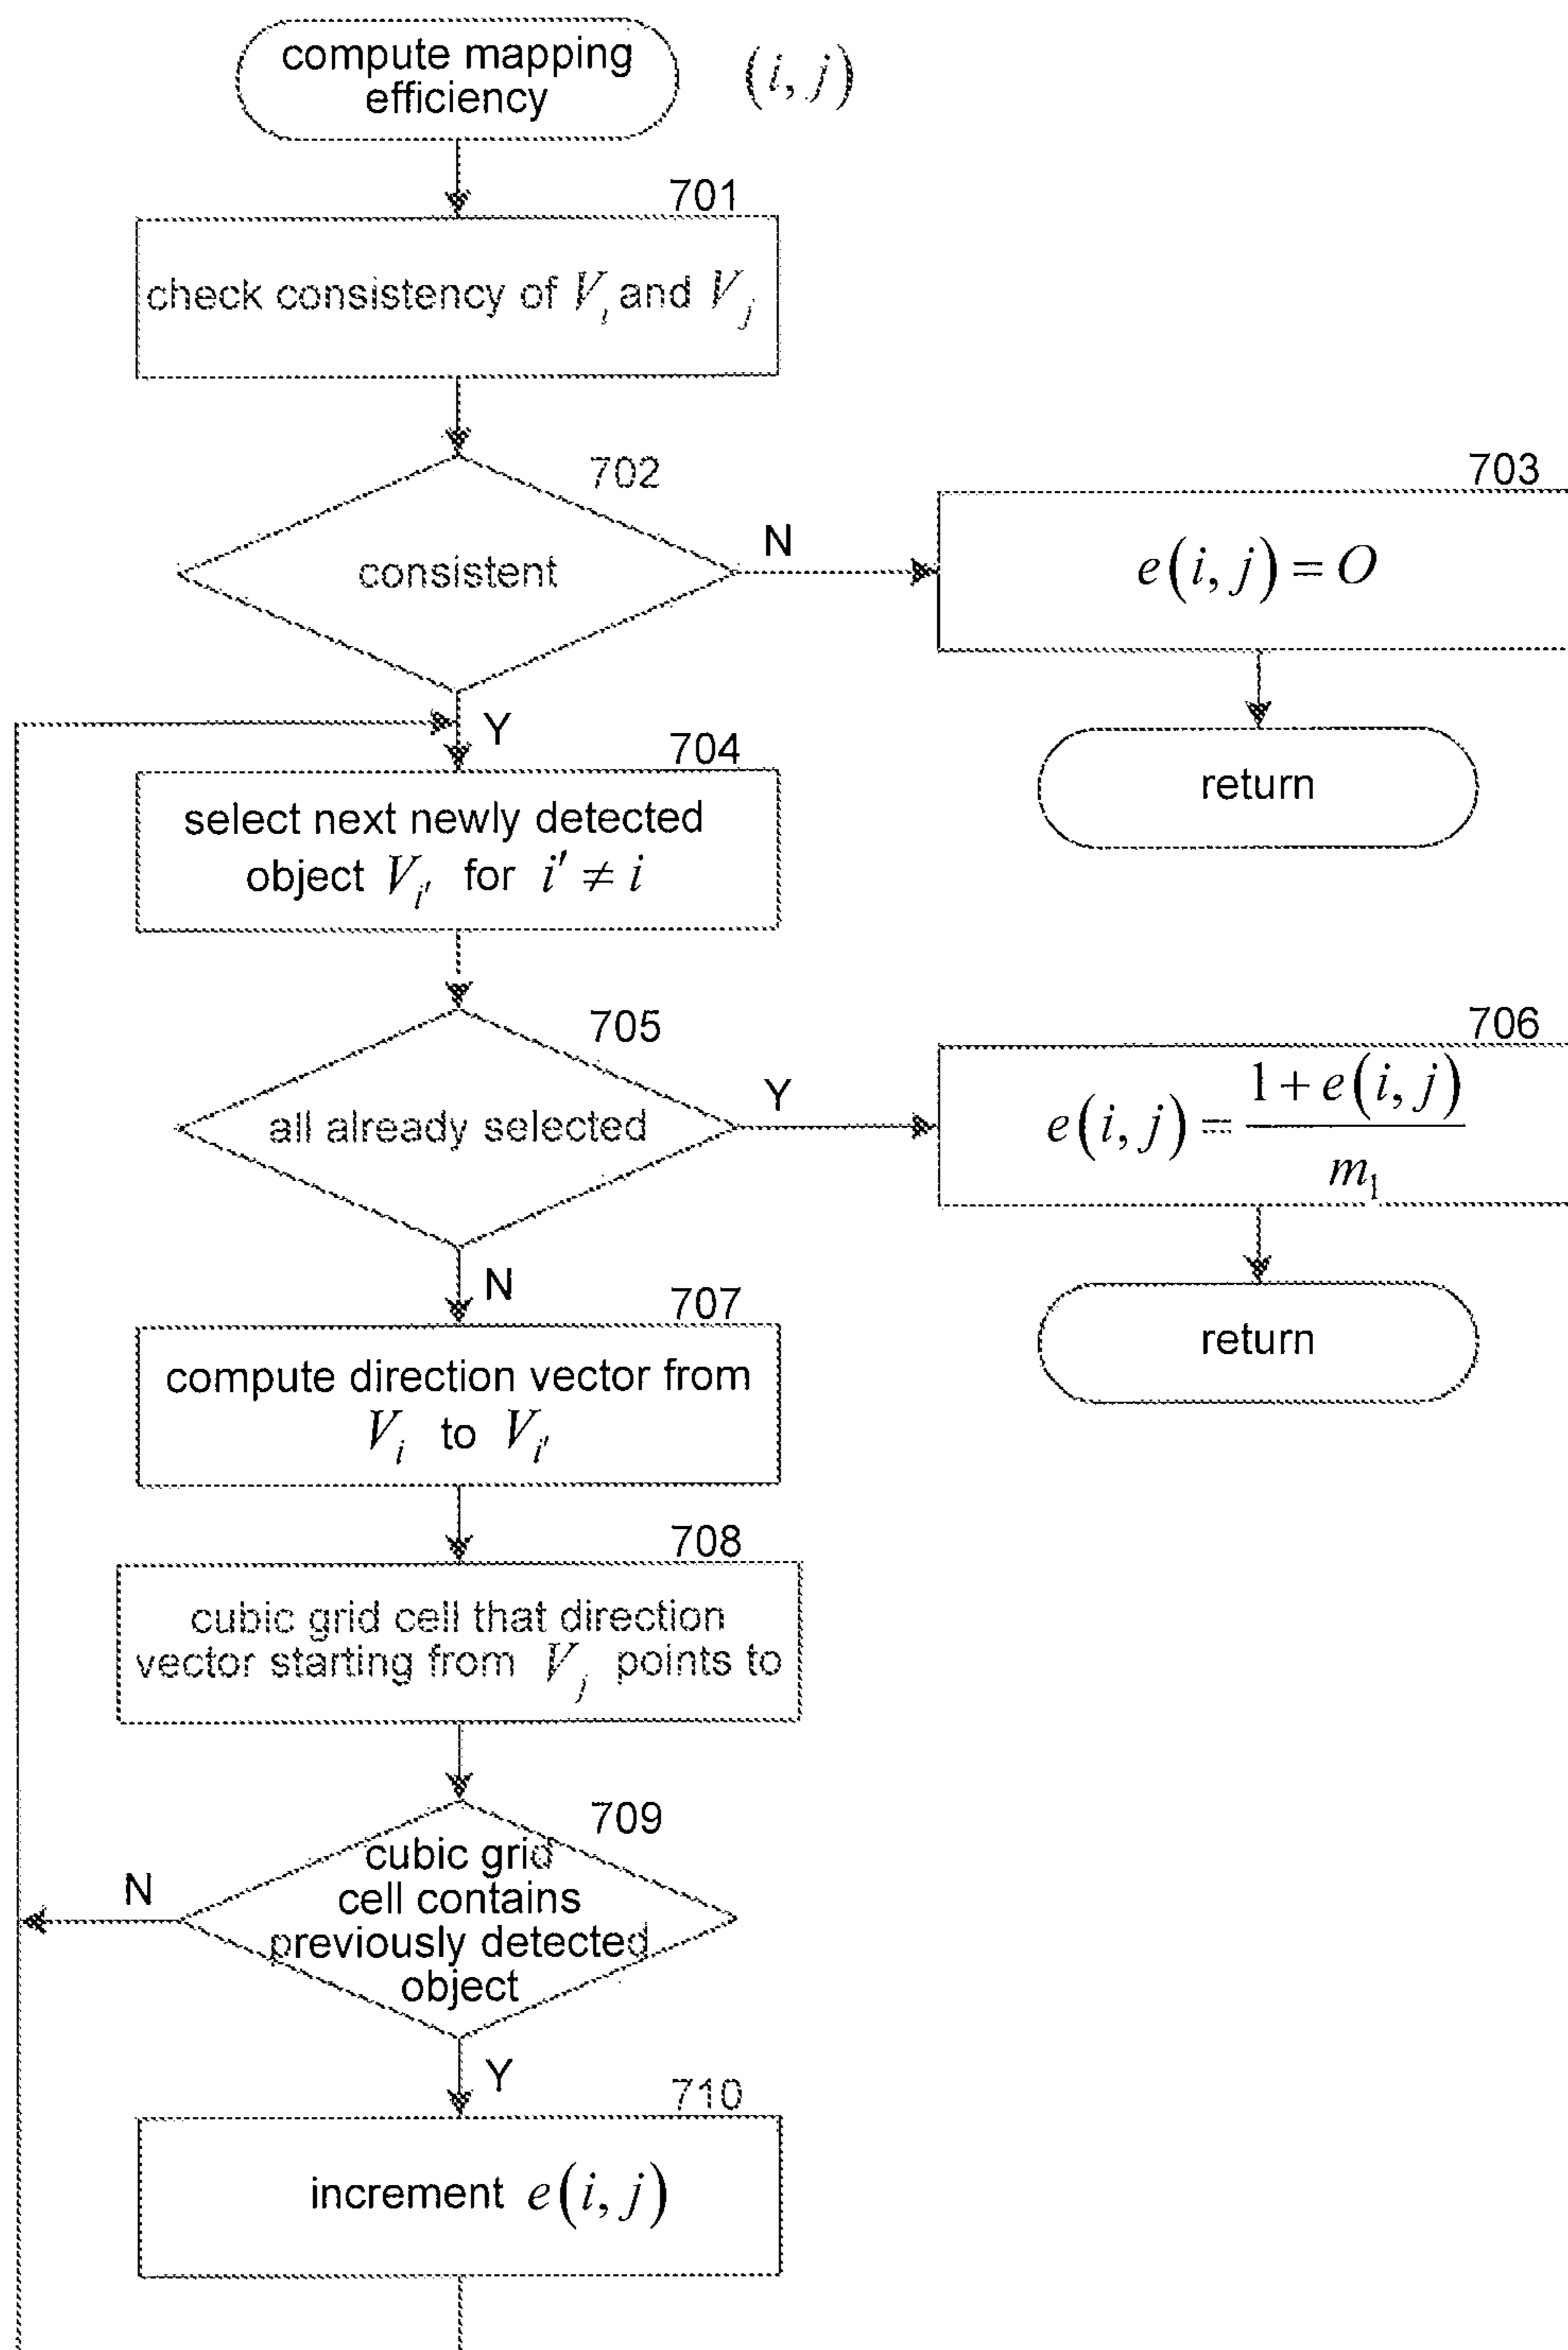 compute mapping
efficiency
(i, j)
701
check consistency of V_i and V_j
702
consistent
N
703
e(i, j) = O
return
Y
704
select next newly detected
object V_{i'} for i' ≠ i
705
all already selected
Y
706
e(i, j) = \frac{1 + e(i, j)}{m_1}
return
N
707
compute direction vector from
V_i to V_{i'}
708
cubic grid cell that direction
vector starting from V_j points to
709
cubic grid
cell contains
previously detected
object
N
Y
710
increment e(i, j)